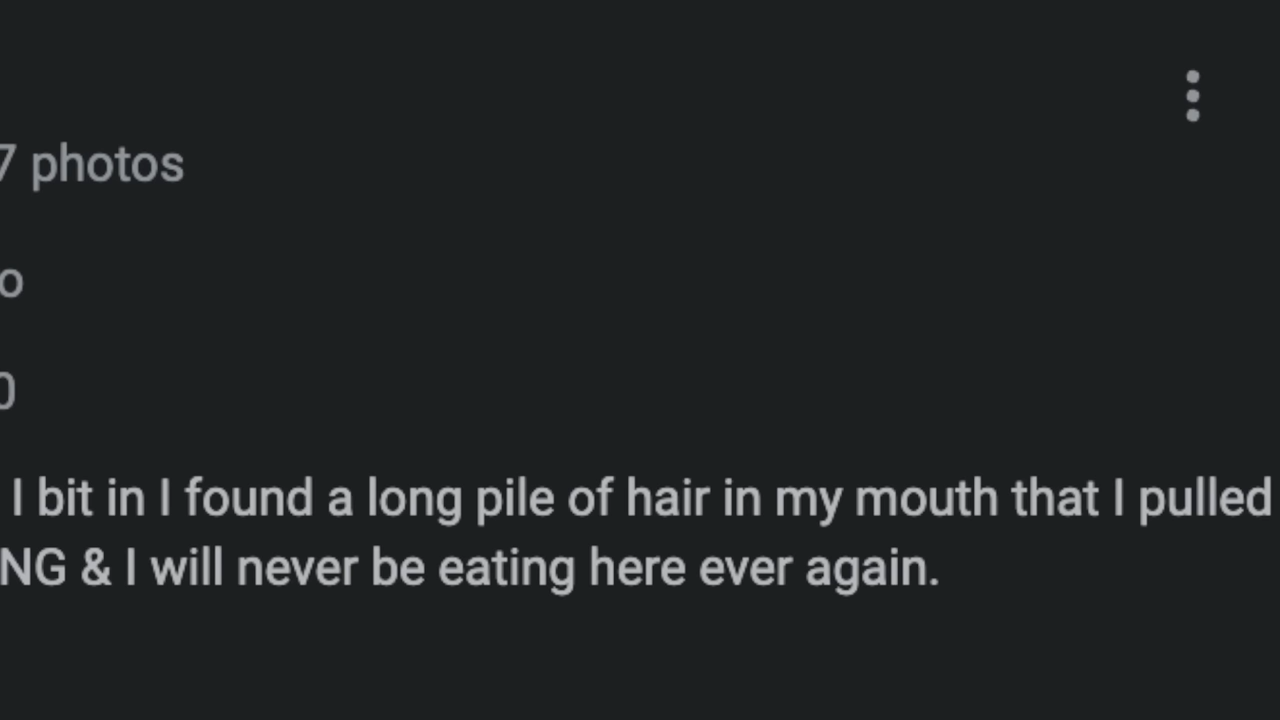 7 photos
o
0
I bit in I found a long pile of hair in my mouth that I pulled
NG & I will never be eating here ever again.